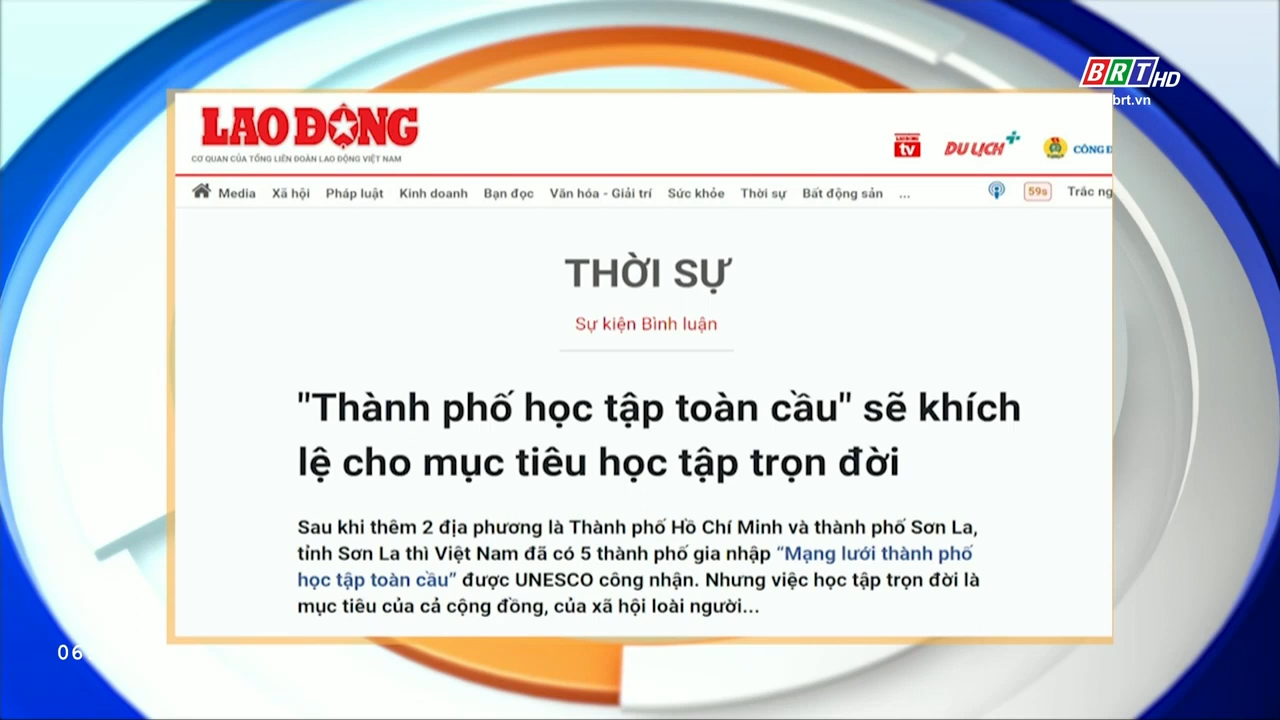 BRT HD
brt.vn
LAO ĐỘNG
CƠ QUAN CỦA TỔNG LIÊN ĐOÀN LAO ĐỘNG VIỆT NAM
LAO ĐỘNG tv DU LỊCH+ CÔNG Đ
Media Xã hội Pháp luật Kinh doanh Bạn đọc Văn hóa - Giải trí Sức khỏe Thời sự Bất động sản ... 59s Trắc ng
THỜI SỰ
Sự kiện Bình luận
"Thành phố học tập toàn cầu" sẽ khích
lệ cho mục tiêu học tập trọn đời
Sau khi thêm 2 địa phương là Thành phố Hồ Chí Minh và thành phố Sơn La,
tỉnh Sơn La thì Việt Nam đã có 5 thành phố gia nhập “Mạng lưới thành phố
học tập toàn cầu” được UNESCO công nhận. Nhưng việc học tập trọn đời là
mục tiêu của cả cộng đồng, của xã hội loài người...
06